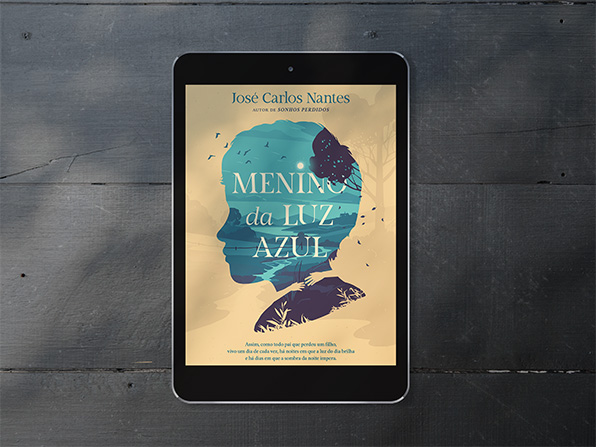 José Carlos Nantes
AUTOR DE SONHOS PERDIDOS
MENINO
da LUZ
AZUL
Assim, como todo pai que perdeu um filho,
vivo um dia de cada vez, há noites em que a luz do dia brilha
e há dias em que a sombra da noite impera.